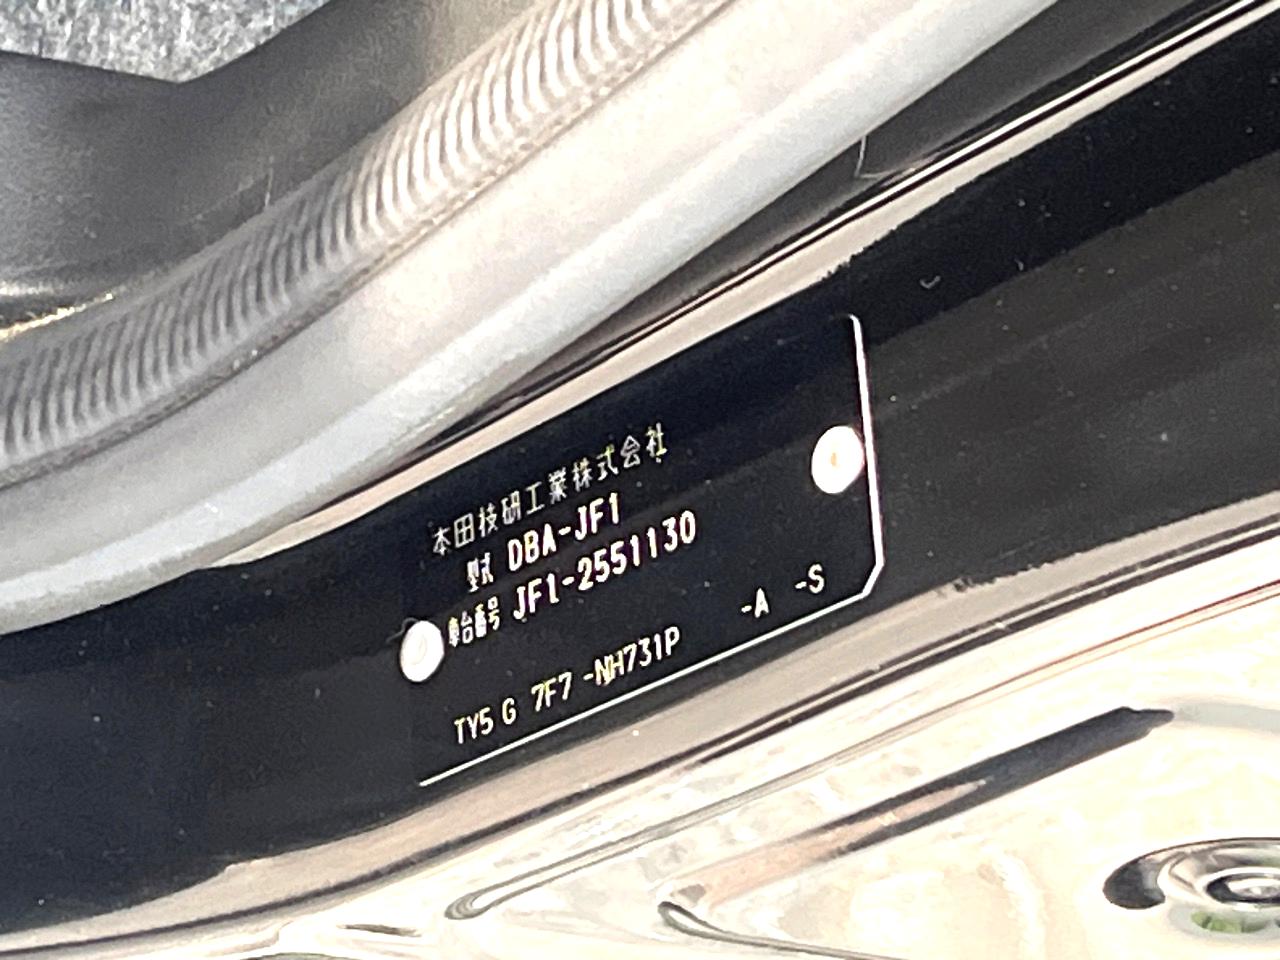 本田技研工業株式会社
型式 DBA-JF1
車台番号 JF1-2551130
TY5 G 7F7 -NH731P -A -S